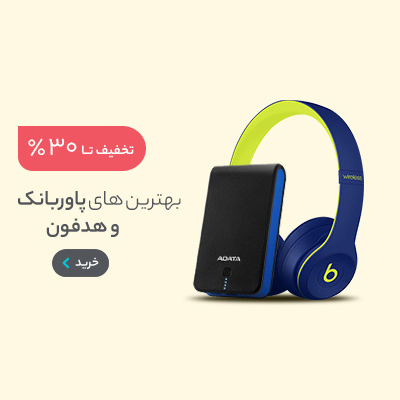 تخفیف تا ۳۰%
بهترین های پاوربانک
و هدفون
خرید
wireless
b
ADATA